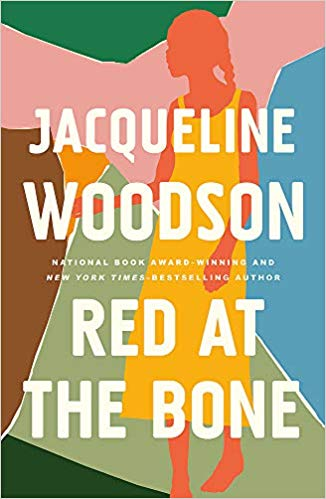 JACQUELINE
WOODSON
NATIONAL BOOK AWARD-WINNING AND
NEW YORK TIMES-BESTSELLING AUTHOR
RED AT
THE BONE